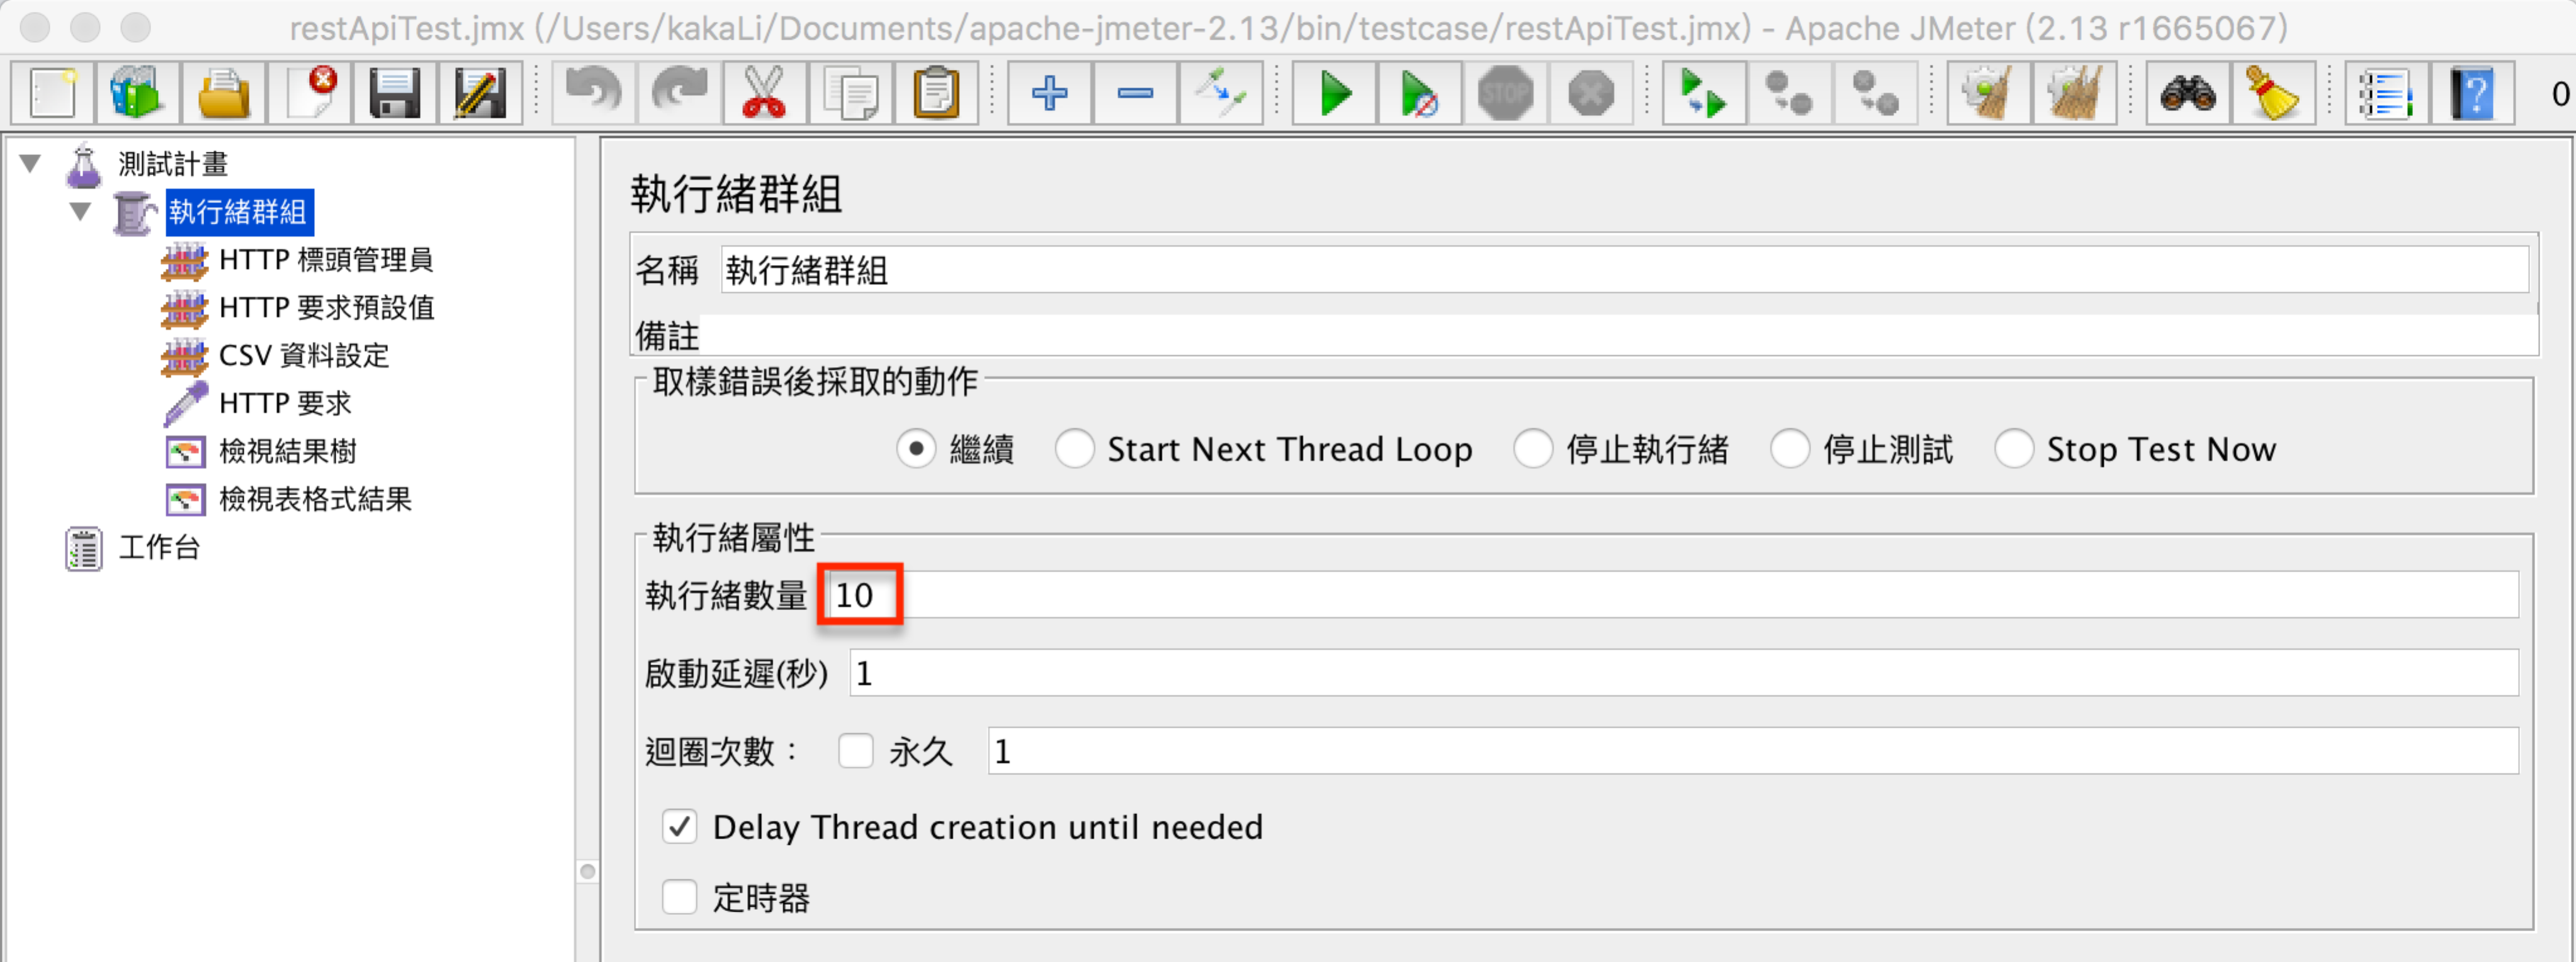 restApiTest.jmx (/Users/kakaLi/Documents/apache-jmeter-2.13/bin/testcase/restApiTest.jmx) - Apache JMeter (2.13 r1665067)
STOP
?
0
測試計畫
執行緒群組
HTTP 標頭管理員
HTTP 要求預設值
CSV 資料設定
HTTP 要求
檢視結果樹
檢視表格式結果
工作台
執行緒群組
名稱 執行緒群組
備註
取樣錯誤後採取的動作
繼續 Start Next Thread Loop 停止執行緒 停止測試 Stop Test Now
執行緒屬性
執行緒數量 10
啟動延遲(秒) 1
迴圈次數： 永久 1
Delay Thread creation until needed
定時器